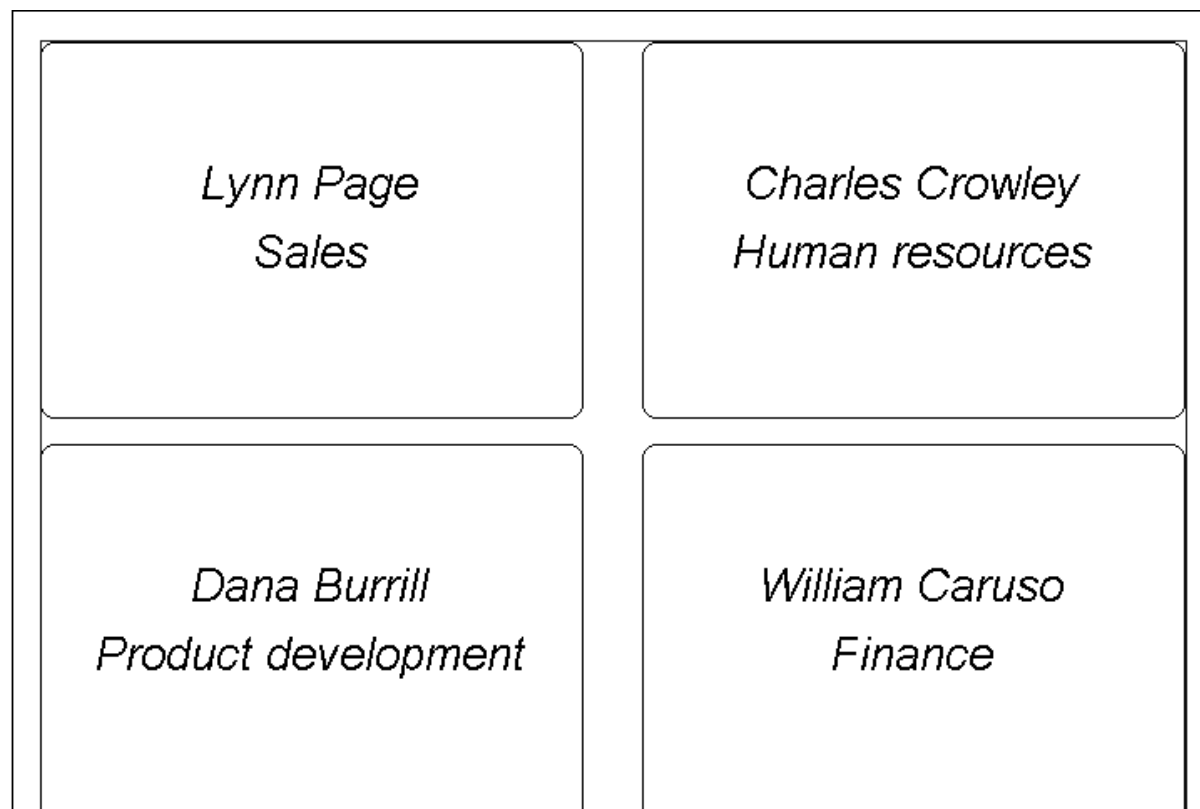 Lynn Page
Sales
Charles Crowley
Human resources
Dana Burrill
Product development
William Caruso
Finance